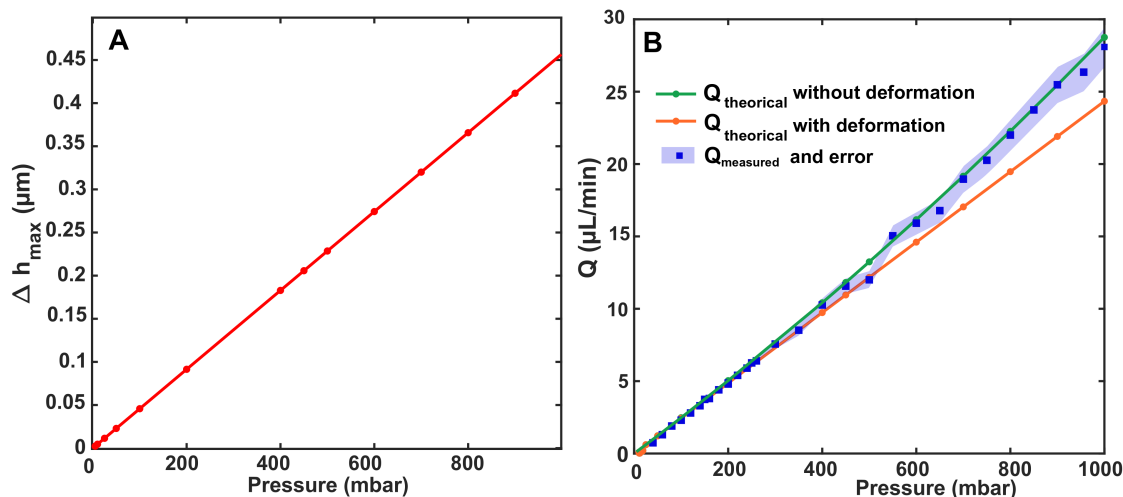 A
0.45
0.4
0.35
0.3
0.25
0.2
0.15
0.1
0.05
0
Δ hmax (µm)
0 200 400 600 800
Pressure (mbar)
B
30
25
20
15
10
5
0
Q (µL/min)
Q theorical without deformation
Q theorical with deformation
Qmeasured and error
0 200 400 600 800 1000
Pressure (mbar)